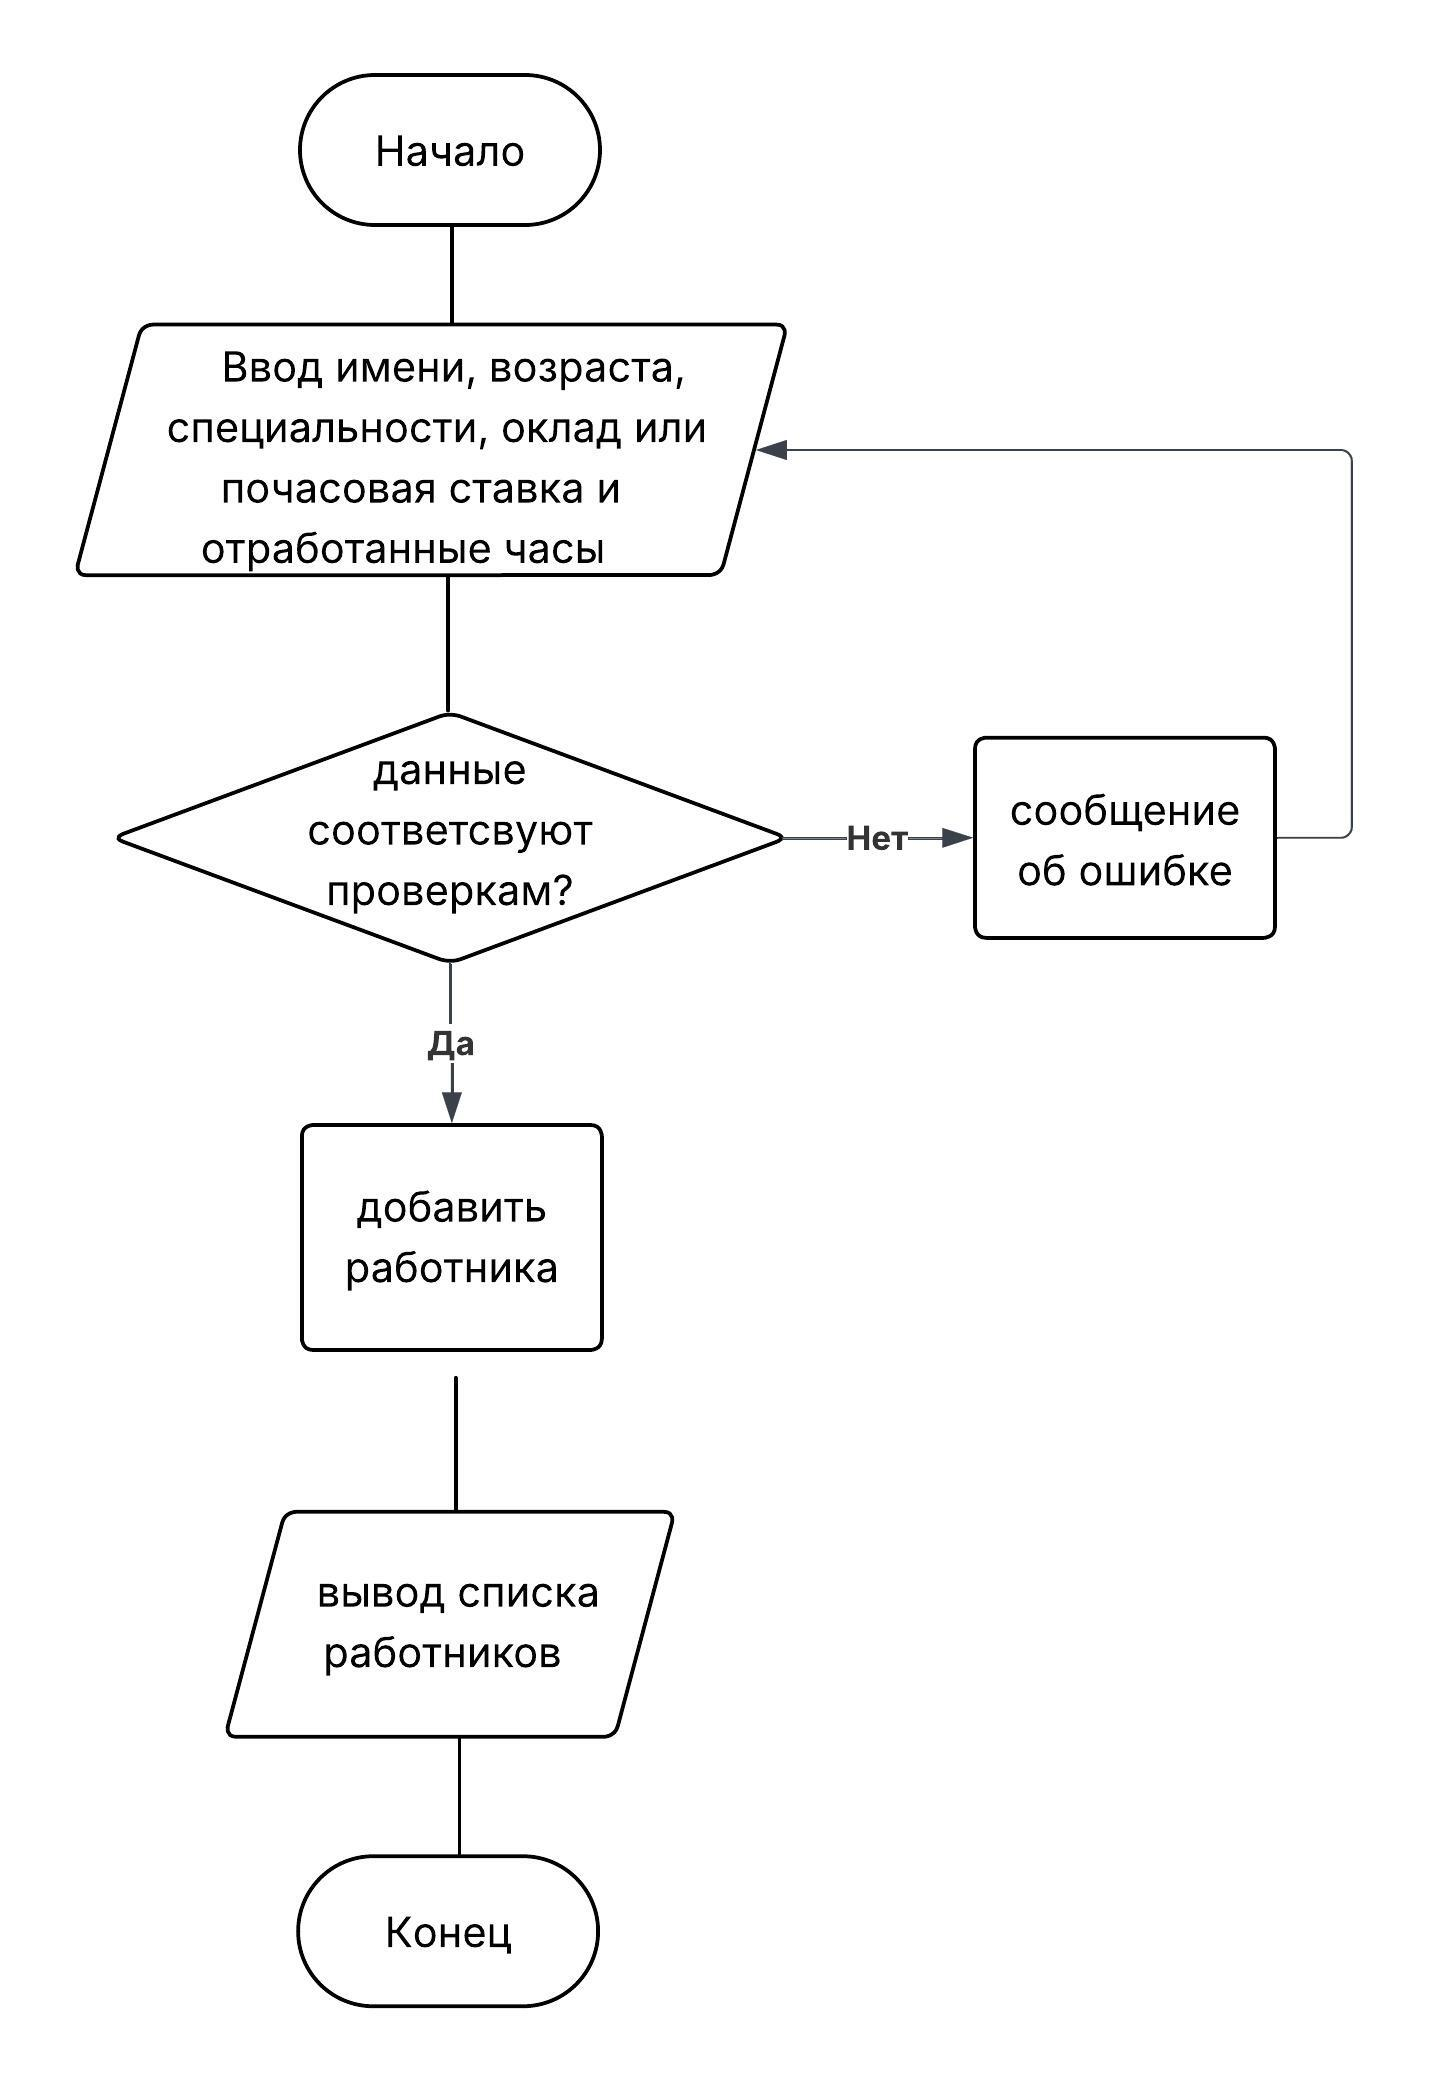 Начало
Ввод имени, возраста,
специальности, оклад или
почасовая ставка и
отработанные часы
данные
соответсвуют
проверкам?
Нет
сообщение
об ошибке
Да
добавить
работника
вывод списка
работников
Конец